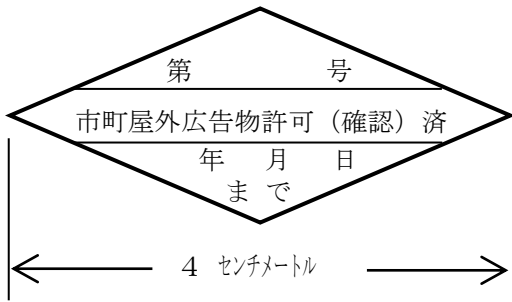 第　　　　　号
市町屋外広告物許可（確認）済
年　月　日
まで
４ ｾﾝﾁﾒｰﾄﾙ